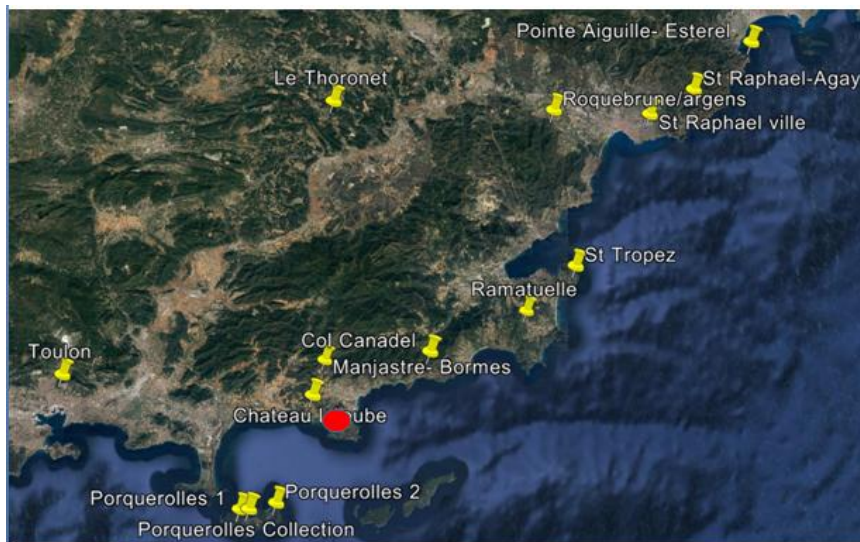 Pointe Aiguille- Esterel
Le Thoronet
St Raphael-Agay
Roquebrune/argens
St Raphael ville
St Tropez
Ramatuelle
Col Canadel
Toulon
Manjastre- Bormes
Chateau
Porquerolles 1
Porquerolles 2
Porquerolles Collection